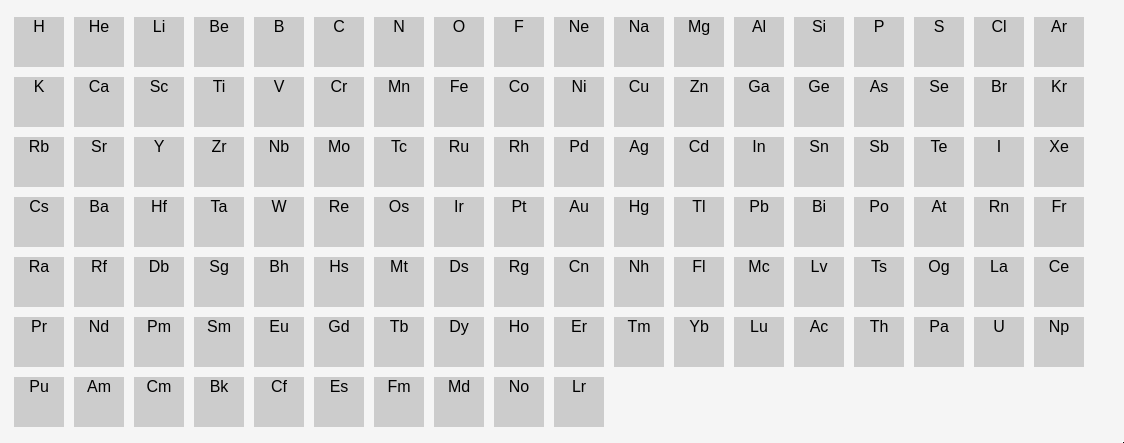 H He Li Be B C N O F Ne Na Mg Al Si P S Cl Ar
K Ca Sc Ti V Cr Mn Fe Co Ni Cu Zn Ga Ge As Se Br Kr
Rb Sr Y Zr Nb Mo Tc Ru Rh Pd Ag Cd In Sn Sb Te I Xe
Cs Ba Hf Ta W Re Os Ir Pt Au Hg Tl Pb Bi Po At Rn Fr
Ra Rf Db Sg Bh Hs Mt Ds Rg Cn Nh Fl Mc Lv Ts Og La Ce
Pr Nd Pm Sm Eu Gd Tb Dy Ho Er Tm Yb Lu Ac Th Pa U Np
Pu Am Cm Bk Cf Es Fm Md No Lr